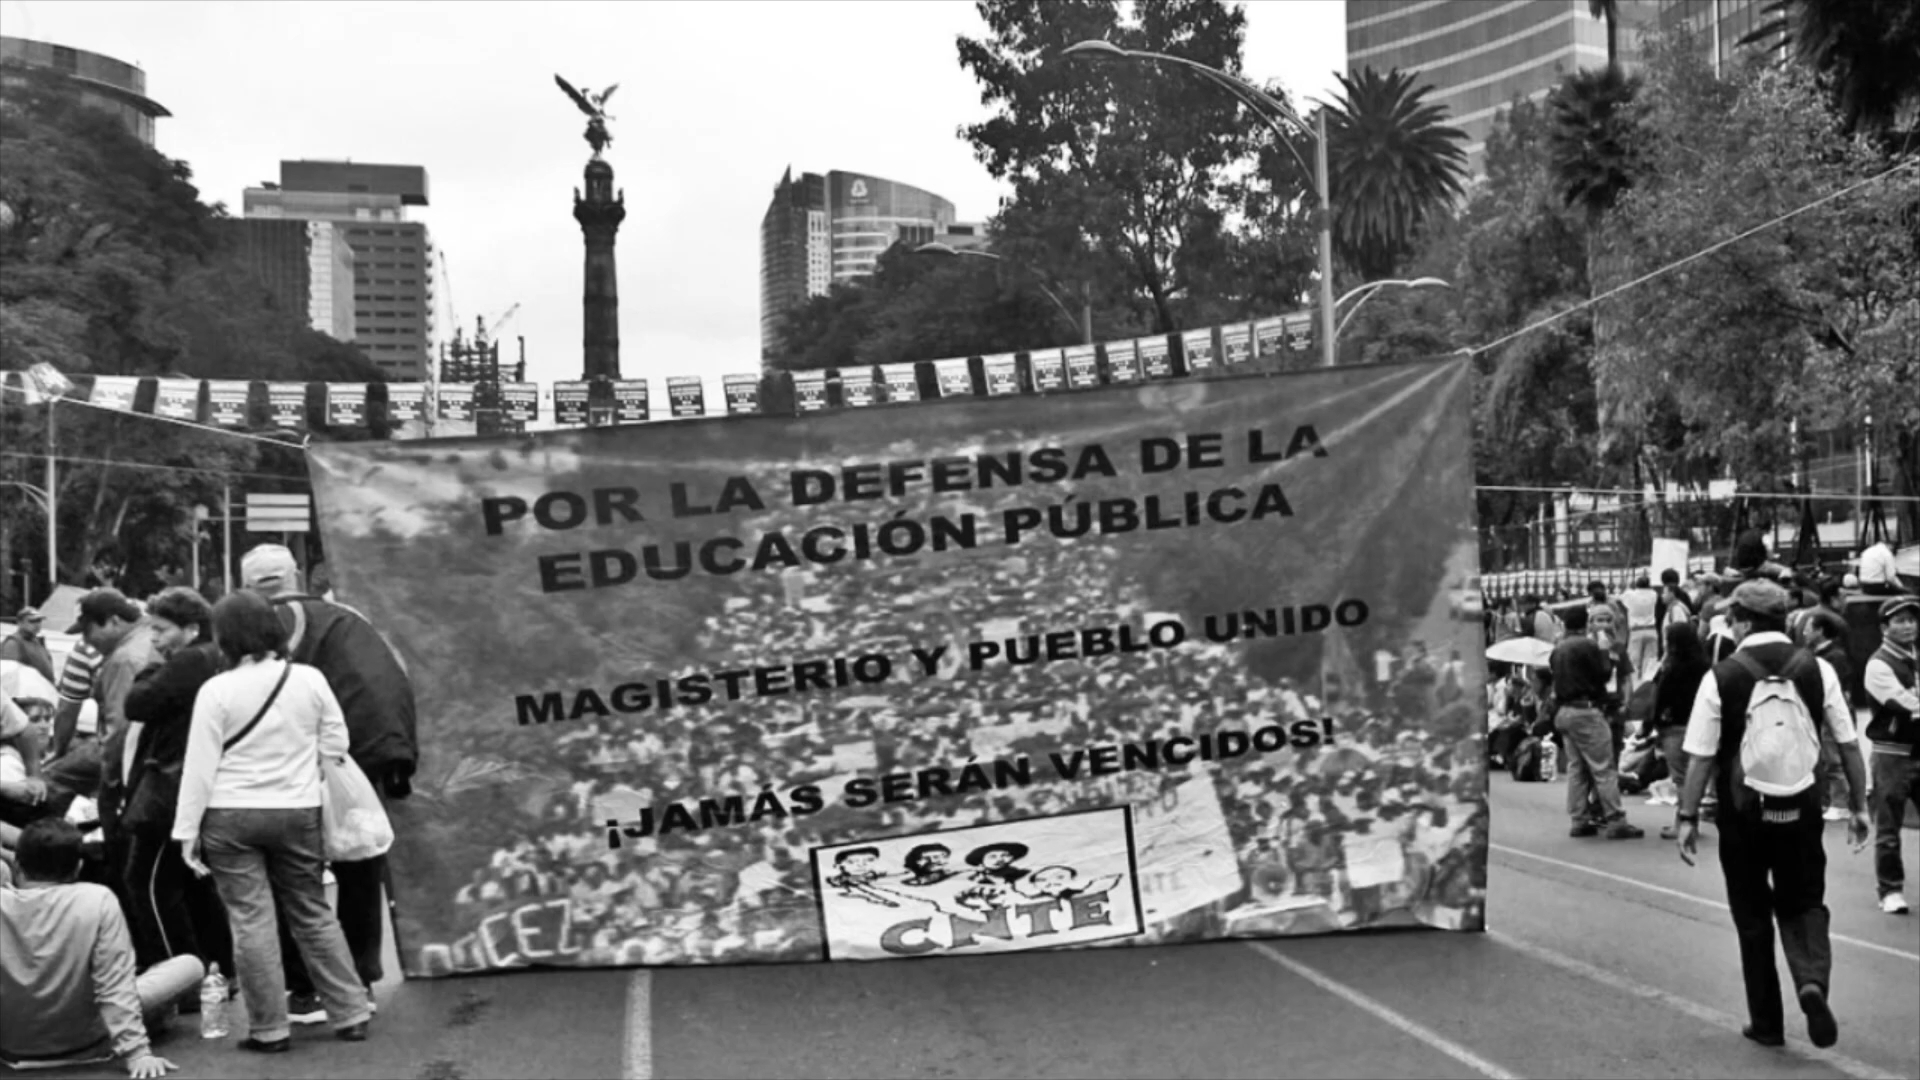 POR LA DEFENSA DE LA
EDUCACIÓN PÚBLICA
MAGISTERIO Y PUEBLO UNIDO
¡JAMÁS SERÁN VENCIDOS!
CNTE